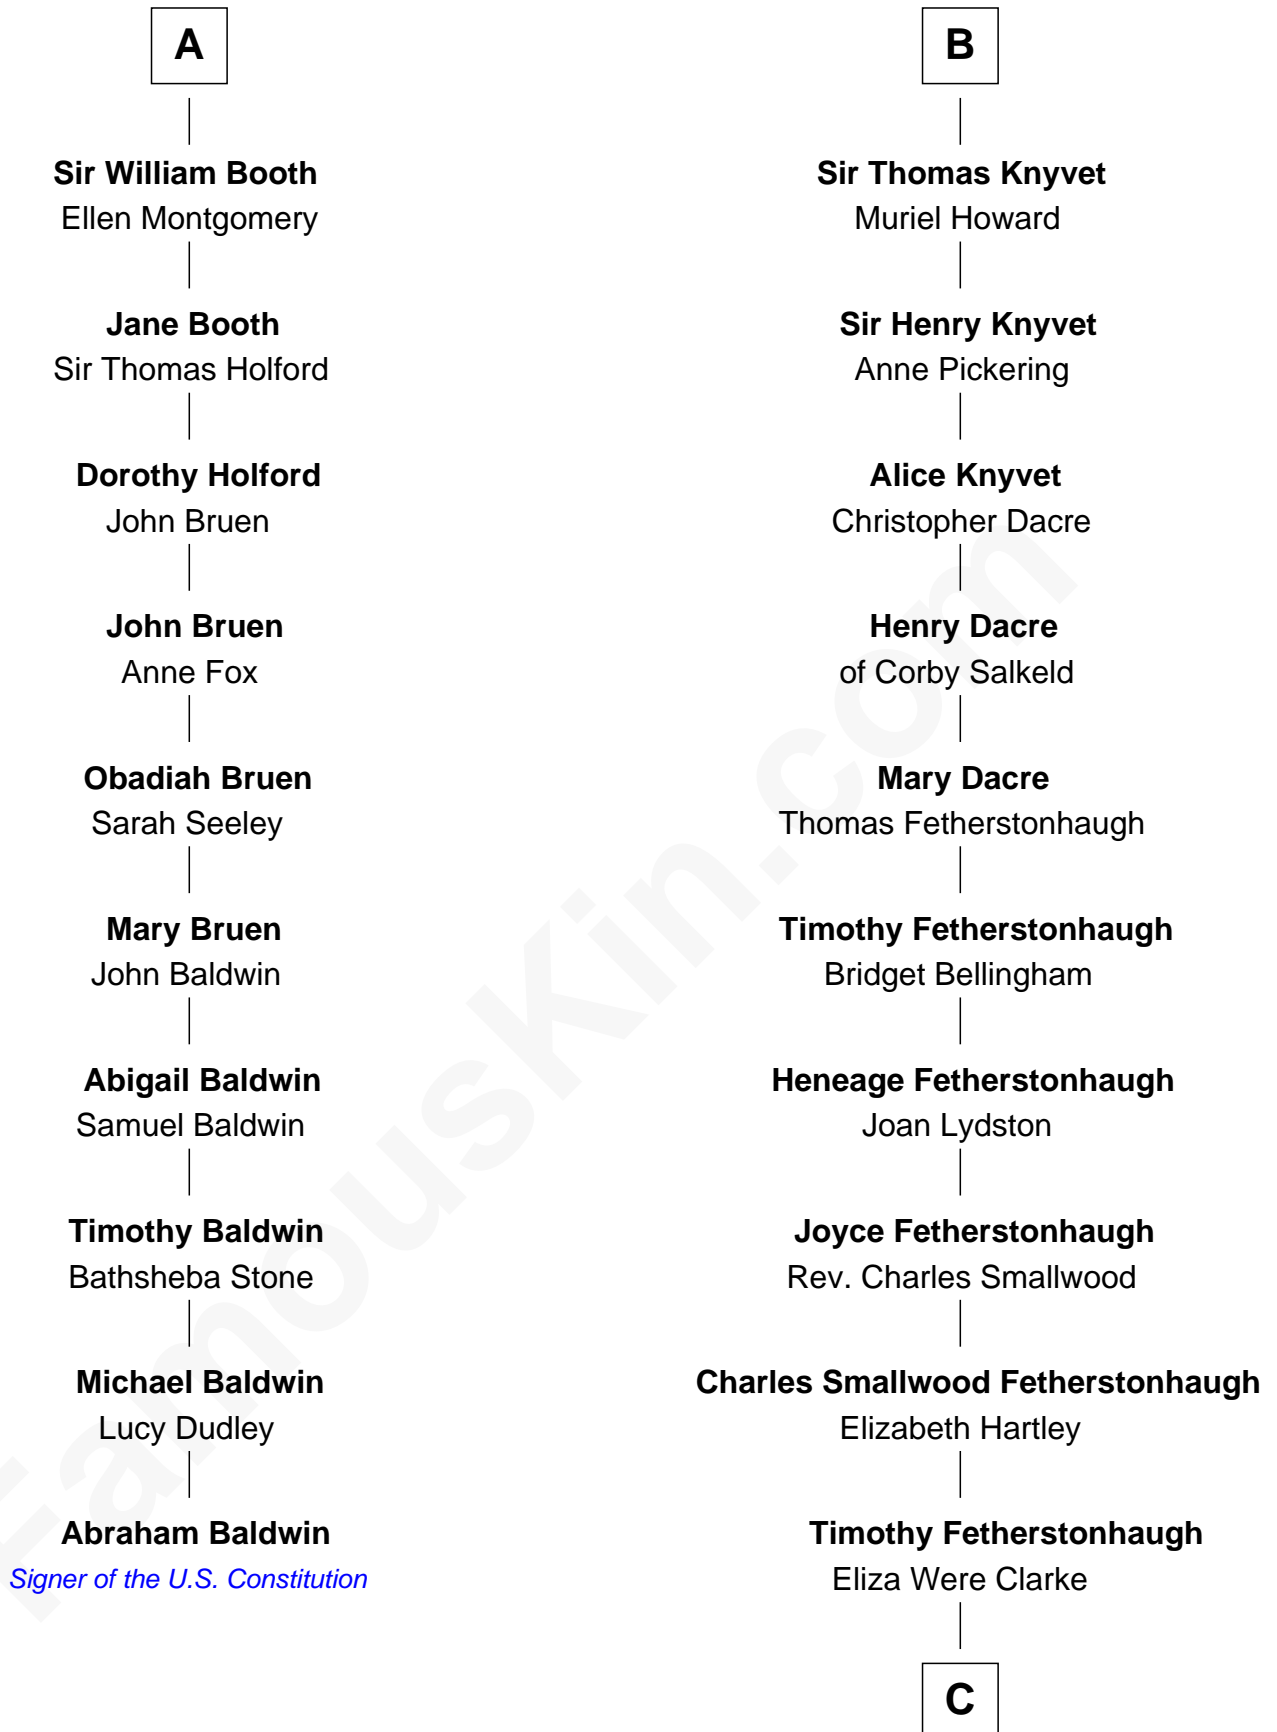 A
Sir William Booth
Ellen Montgomery
Jane Booth
Sir Thomas Holford
Dorothy Holford
John Bruen
John Bruen
Anne Fox
Obadiah Bruen
Sarah Seeley
Mary Bruen
John Baldwin
Abigail Baldwin
Samuel Baldwin
Timothy Baldwin
Bathsheba Stone
Michael Baldwin
Lucy Dudley
Abraham Baldwin
Signer of the U.S. Constitution
B
Sir Thomas Knyvet
Muriel Howard
Sir Henry Knyvet
Anne Pickering
Alice Knyvet
Christopher Dacre
Henry Dacre
of Corby Salkeld
Mary Dacre
Thomas Fetherstonhaugh
Timothy Fetherstonhaugh
Bridget Bellingham
Heneage Fetherstonhaugh
Joan Lydston
Joyce Fetherstonhaugh
Rev. Charles Smallwood
Charles Smallwood Fetherstonhaugh
Elizabeth Hartley
Timothy Fetherstonhaugh
Eliza Were Clarke
C
FamousKin.com